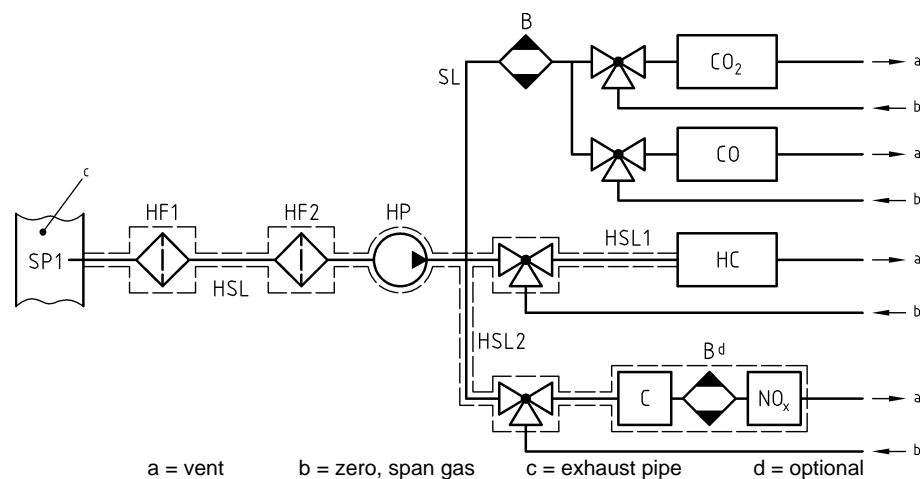 B
SL
CO₂
a
b
c
CO
a
b
HF1
HF2
HP
SP1
HSL
HSL1
HC
a
b
HSL2
B d
C
NOₓ
a
b
a = vent b = zero, span gas c = exhaust pipe d = optional